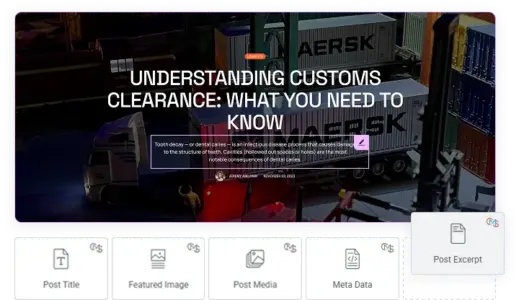 MAERSK
UNDERSTANDING CUSTOMS
CLEARANCE: WHAT YOU NEED TO
KNOW
MAERSK
Tooth decay — or dental caries — is an infectious disease process that causes damage
to the structure of teeth. Cavities (hollowed out spaces or holes) are the most
notable consequences of dental caries.
Post Title
Featured Image
Post Media
Meta Data
Post Excerpt